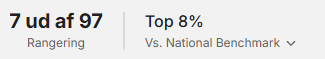 7 ud af 97
Rangering
Top 8%
Vs. National Benchmark